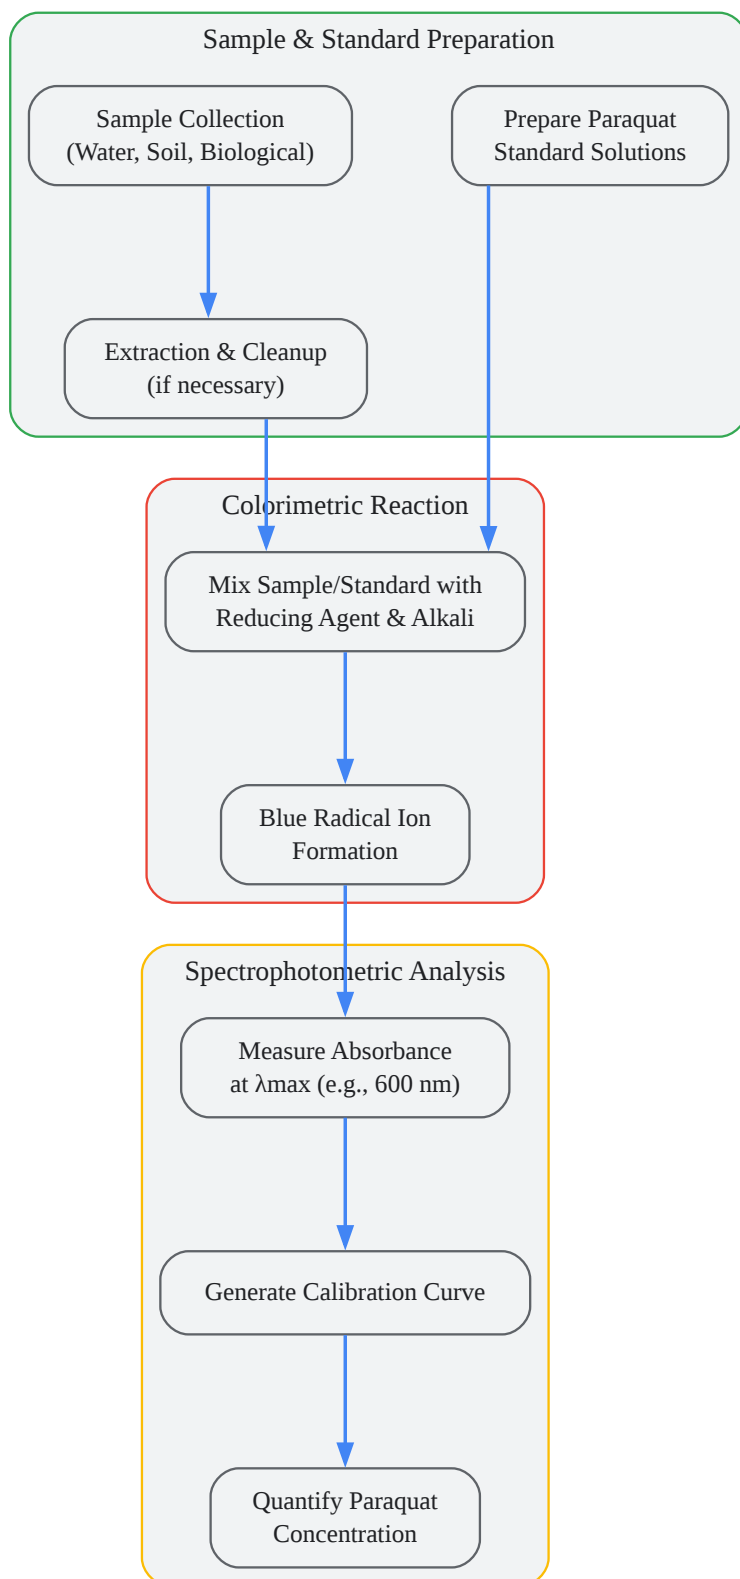 Sample & Standard Preparation
Sample Collection
(Water, Soil, Biological)
Prepare Paraquat
Standard Solutions
Extraction & Cleanup
(if necessary)
Colorimetric Reaction
Mix Sample/Standard with
Reducing Agent & Alkali
Blue Radical Ion
Formation
Spectrophotometric Analysis
Measure Absorbance
at λmax (e.g., 600 nm)
Generate Calibration Curve
Quantify Paraquat
Concentration